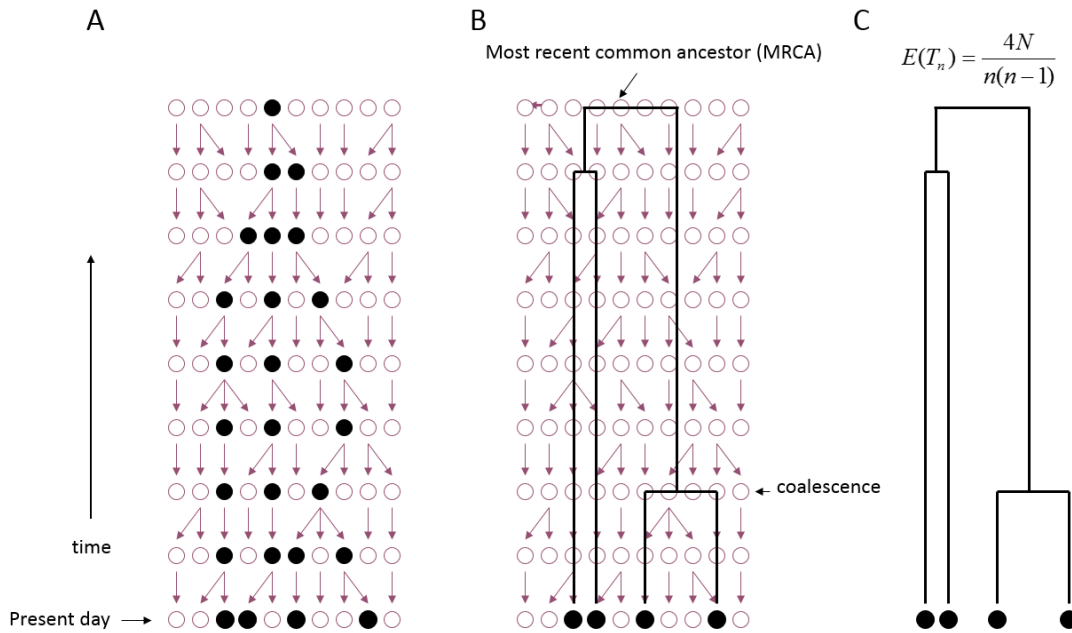 A
B
C
Most recent common ancestor (MRCA)
E(Tₙ) = 4N / n(n−1)
coalescence
time
Present day